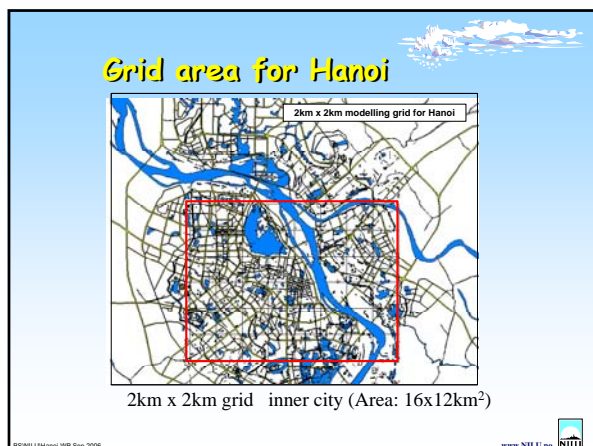 Grid area for Hanoi
2km x 2km modelling grid for Hanoi
2km x 2km grid inner city (Area: 16x12km²)
www.NILU.no
NILU